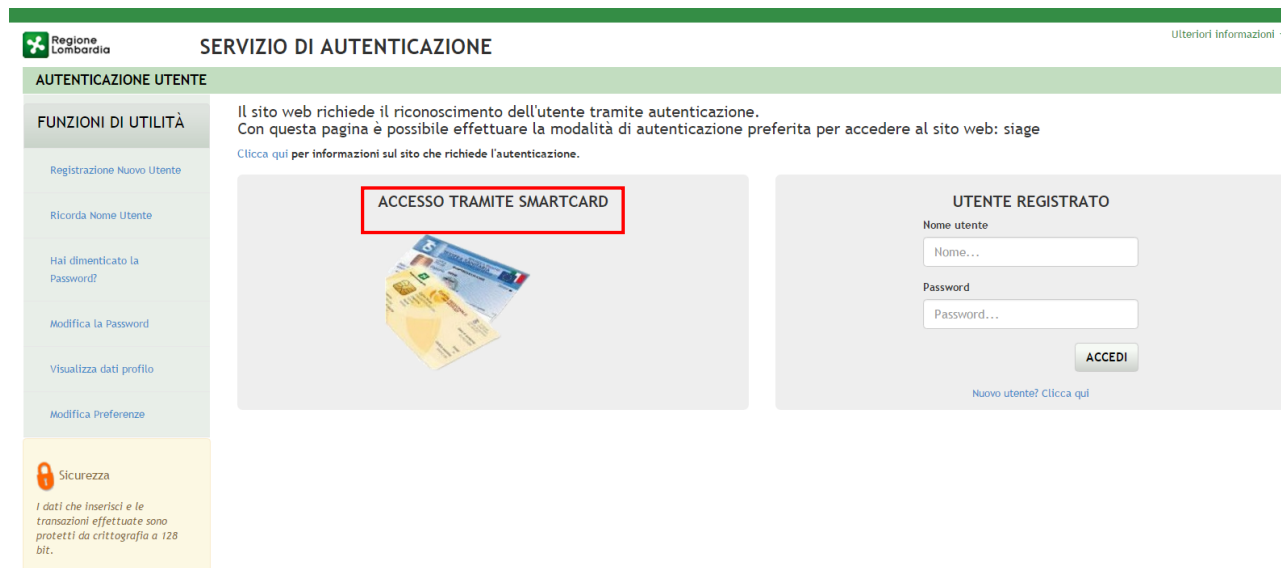 Regione
Lombardia
SERVIZIO DI AUTENTICAZIONE
Ulteriori informazioni
AUTENTICAZIONE UTENTE
FUNZIONI DI UTILITÀ
Registrazione Nuovo Utente
Ricorda Nome Utente
Hai dimenticato la
Password?
Modifica la Password
Visualizza dati profilo
Modifica Preferenze
Sicurezza
I dati che inserisci e le
transazioni effettuate sono
protetti da crittografia a 128
bit.
Il sito web richiede il riconoscimento dell'utente tramite autenticazione.
Con questa pagina è possibile effettuare la modalità di autenticazione preferita per accedere al sito web: siage
Clicca qui per informazioni sul sito che richiede l'autenticazione.
ACCESSO TRAMITE SMARTCARD
UTENTE REGISTRATO
Nome utente
Nome...
Password
Password...
ACCEDI
Nuovo utente? Clicca qui